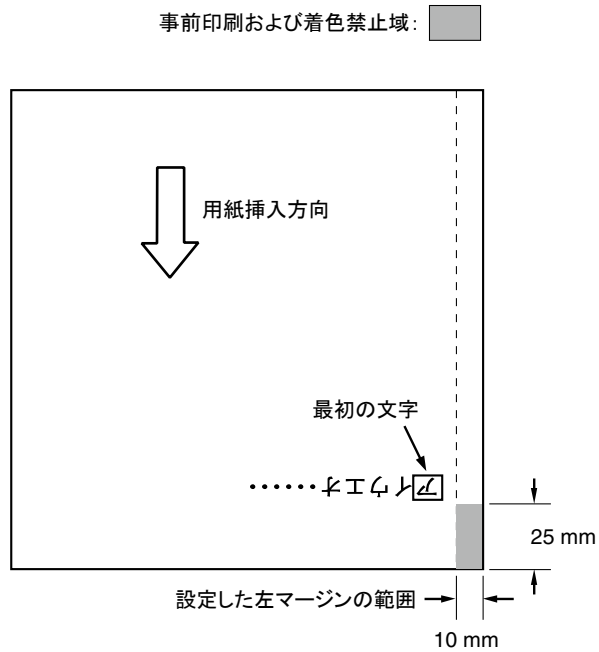 事前印刷および着色禁止域:
用紙挿入方向
最初の文字
アイウエオ・・・・・・
25 mm
設定した左マージンの範囲
10 mm